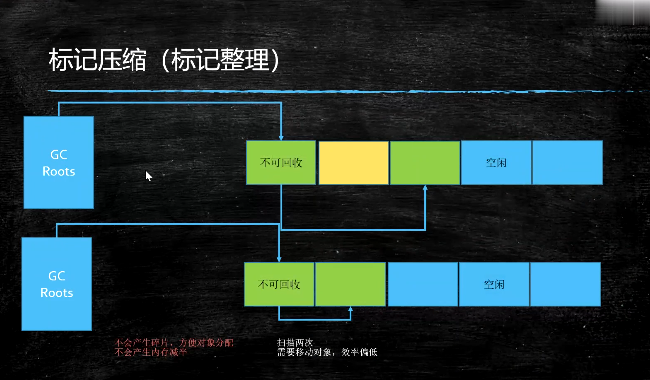 标记压缩（标记整理）
GC
Roots
不可回收
空闲
GC
Roots
不可回收
空闲
不会产生碎片，方便对象分配
不会产生内存减半
扫描两次
需要移动对象，效率偏低